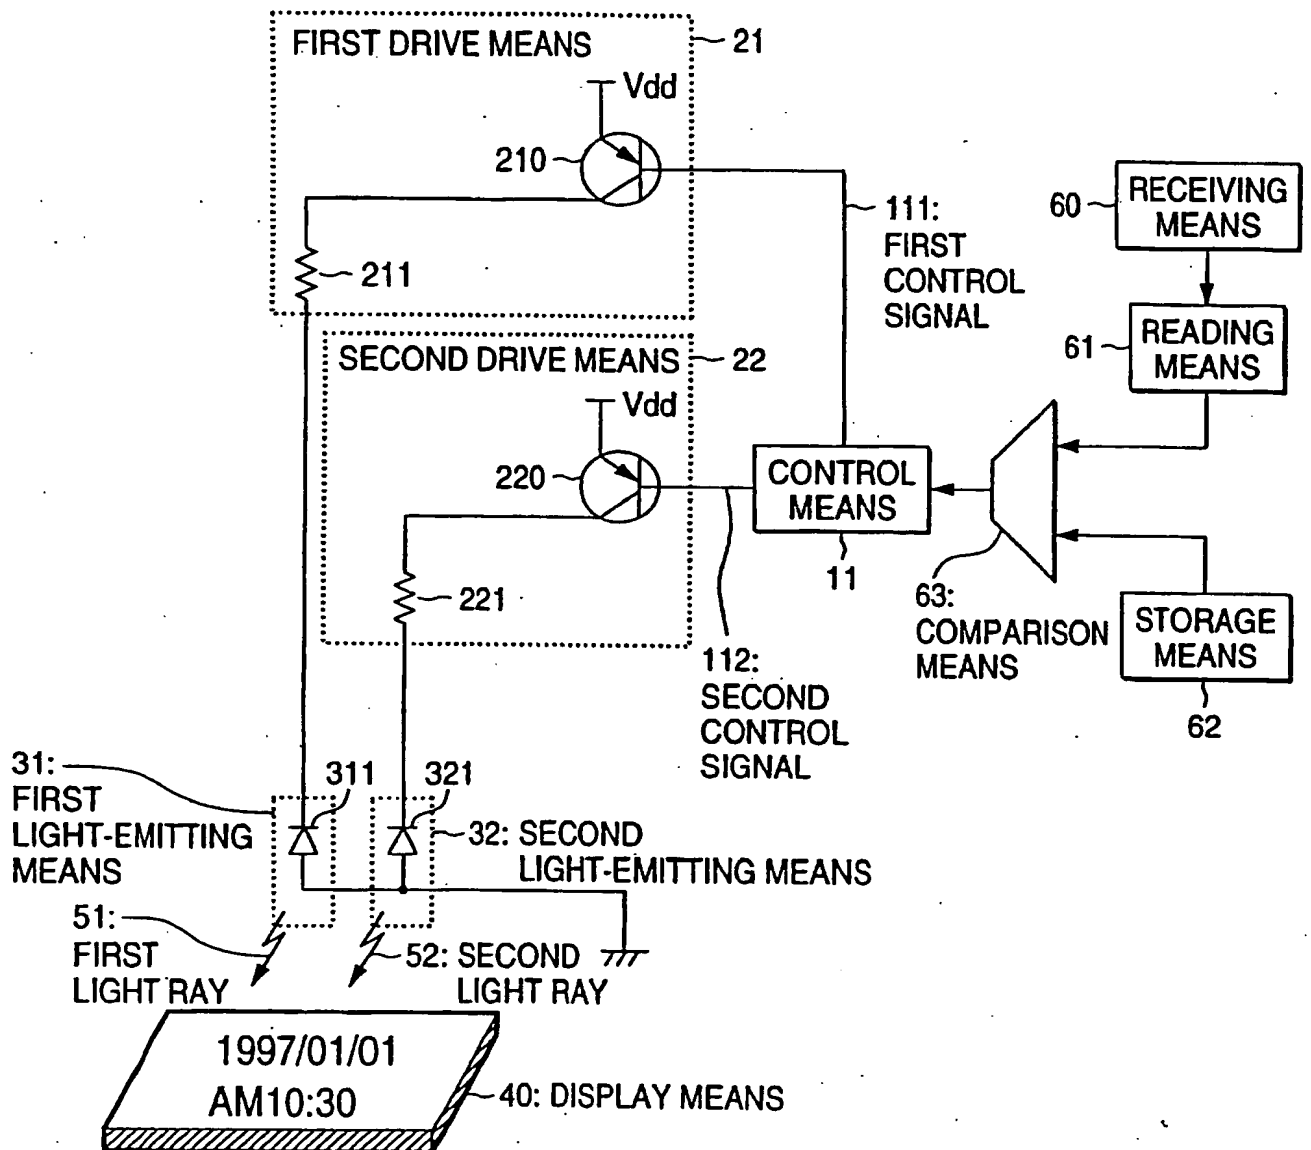 FIRST DRIVE MEANS
21
Vdd
210
211
111:
FIRST
CONTROL
SIGNAL
60
RECEIVING
MEANS
61
READING
MEANS
SECOND DRIVE MEANS
22
Vdd
220
221
CONTROL
MEANS
11
112:
SECOND
CONTROL
SIGNAL
63:
COMPARISON
MEANS
STORAGE
MEANS
62
31:
FIRST
LIGHT-EMITTING
MEANS
311
321
32: SECOND
LIGHT-EMITTING MEANS
51:
FIRST
LIGHT RAY
52: SECOND
LIGHT RAY
1997/01/01
AM10:30
40: DISPLAY MEANS